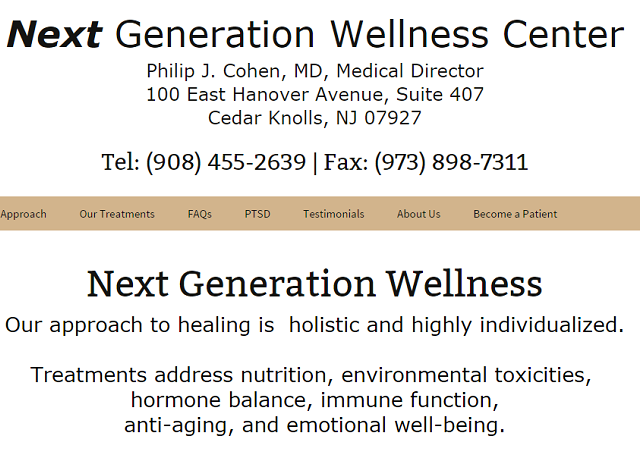 Next Generation Wellness Center
Philip J. Cohen, MD, Medical Director
100 East Hanover Avenue, Suite 407
Cedar Knolls, NJ 07927
Tel: (908) 455-2639 | Fax: (973) 898-7311
Approach Our Treatments FAQs PTSD Testimonials About Us Become a Patient
Next Generation Wellness
Our approach to healing is  holistic and highly individualized.
Treatments address nutrition, environmental toxicities,
hormone balance, immune function,
anti-aging, and emotional well-being.